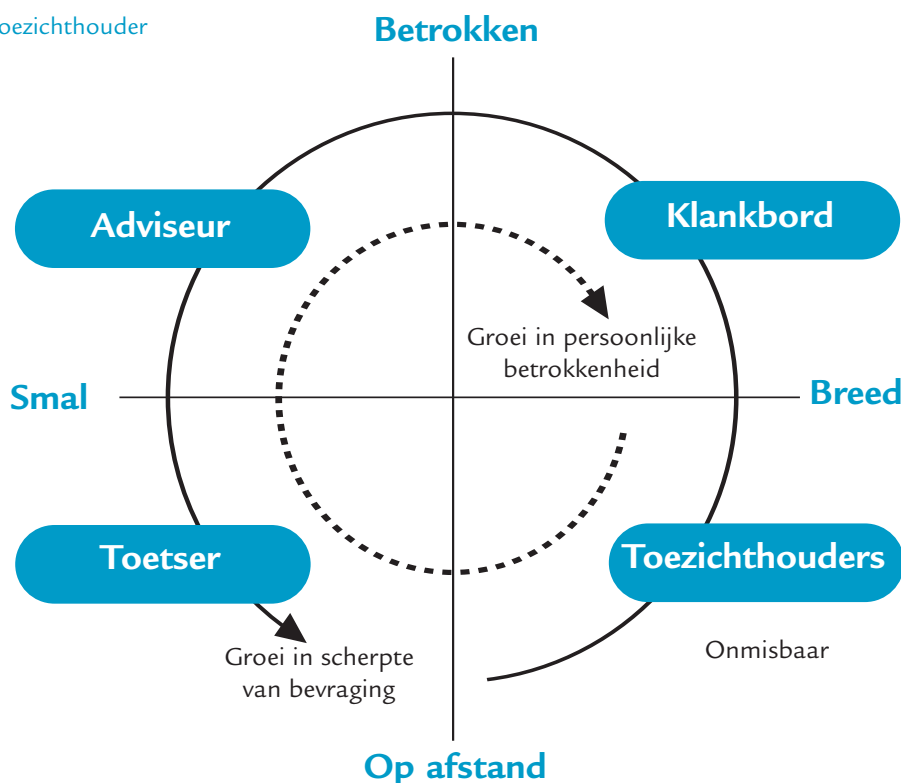 oezichthouder
Betrokken
Adviseur
Klankbord
Groei in persoonlijke
betrokkenheid
Smal
Breed
Toetser
Toezichthouders
Groei in scherpte
van bevraging
Onmisbaar
Op afstand